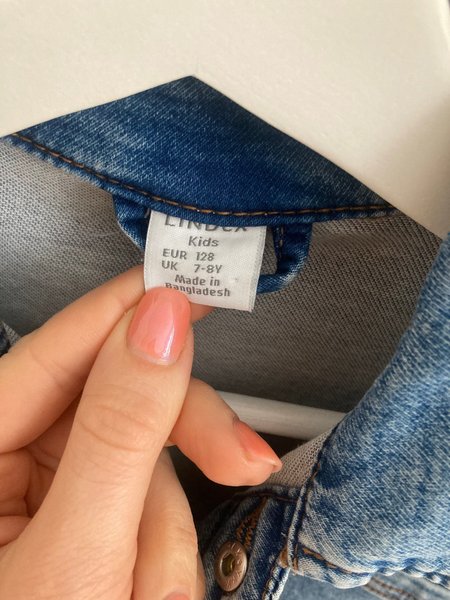 LINDEX
Kids
EUR 128
UK 7-8Y
Made in
Bangladesh